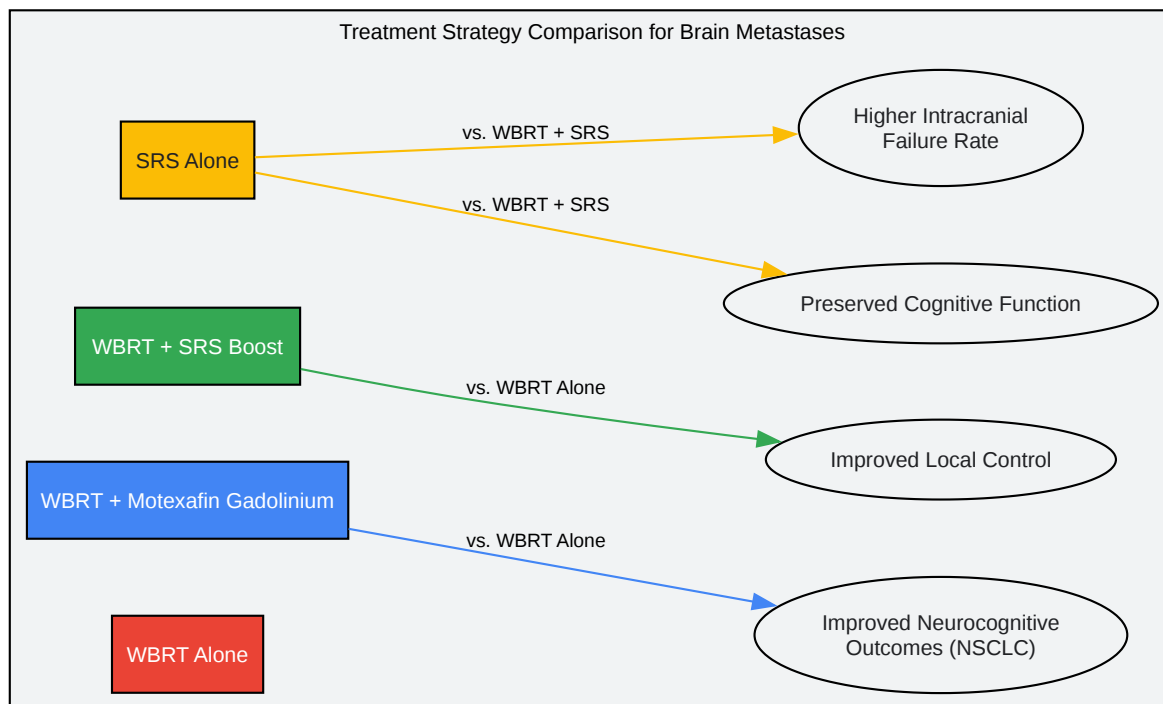 Treatment Strategy Comparison for Brain Metastases
SRS Alone
vs. WBRT + SRS
Higher Intracranial
Failure Rate
vs. WBRT + SRS
Preserved Cognitive Function
WBRT + SRS Boost
vs. WBRT Alone
Improved Local Control
WBRT + Motexafin Gadolinium
vs. WBRT Alone
Improved Neurocognitive
Outcomes (NSCLC)
WBRT Alone